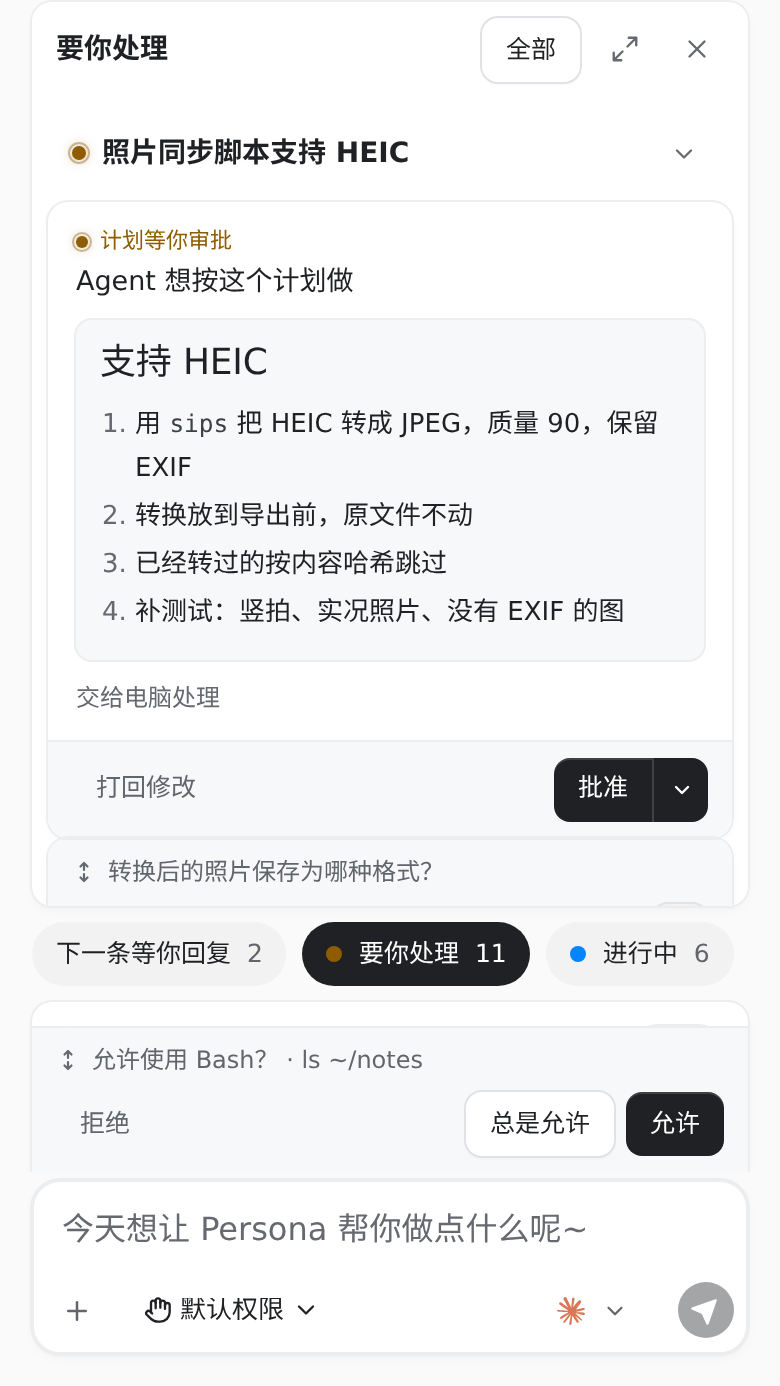 要你处理
全部
照片同步脚本支持 HEIC
计划等你审批
Agent 想按这个计划做
支持 HEIC
1. 用 sips 把 HEIC 转成 JPEG，质量 90，保留
EXIF
2. 转换放到导出前，原文件不动
3. 已经转过的按内容哈希跳过
4. 补测试：竖拍、实况照片、没有 EXIF 的图
交给电脑处理
打回修改
批准
转换后的照片保存为哪种格式？
下一条等你回复 2
要你处理 11
进行中 6
允许使用 Bash？ · ls ~/notes
拒绝
总是允许
允许
今天想让 Persona 帮你做点什么呢~
默认权限